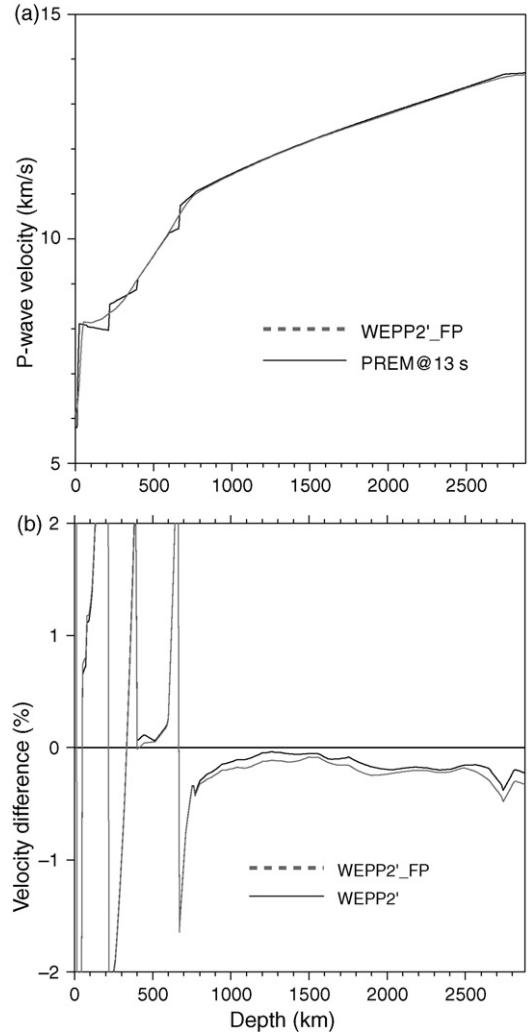 (a)
15
10
5
P-wave velocity (km/s)
WEPP2'_FP
PREM@13 s
0 500 1000 1500 2000 2500
(b)
2
1
0
−1
−2
Velocity difference (%)
WEPP2'_FP
WEPP2'
0 500 1000 1500 2000 2500
Depth (km)